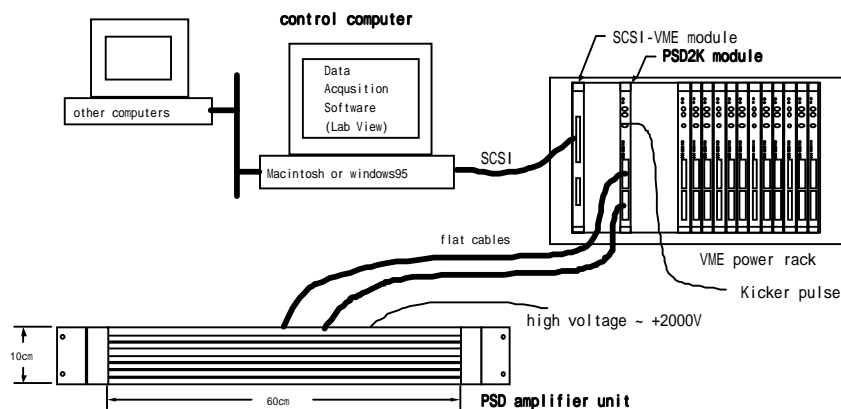 control computer
SCSI-VME module
PSD2K module
other computers
Data
Acqusition
Software
(Lab View)
Macintosh or windows95
SCSI
flat cables
VME power rack
Kicker pulse
high voltage ~ +2000V
10cm
60cm
PSD amplifier unit